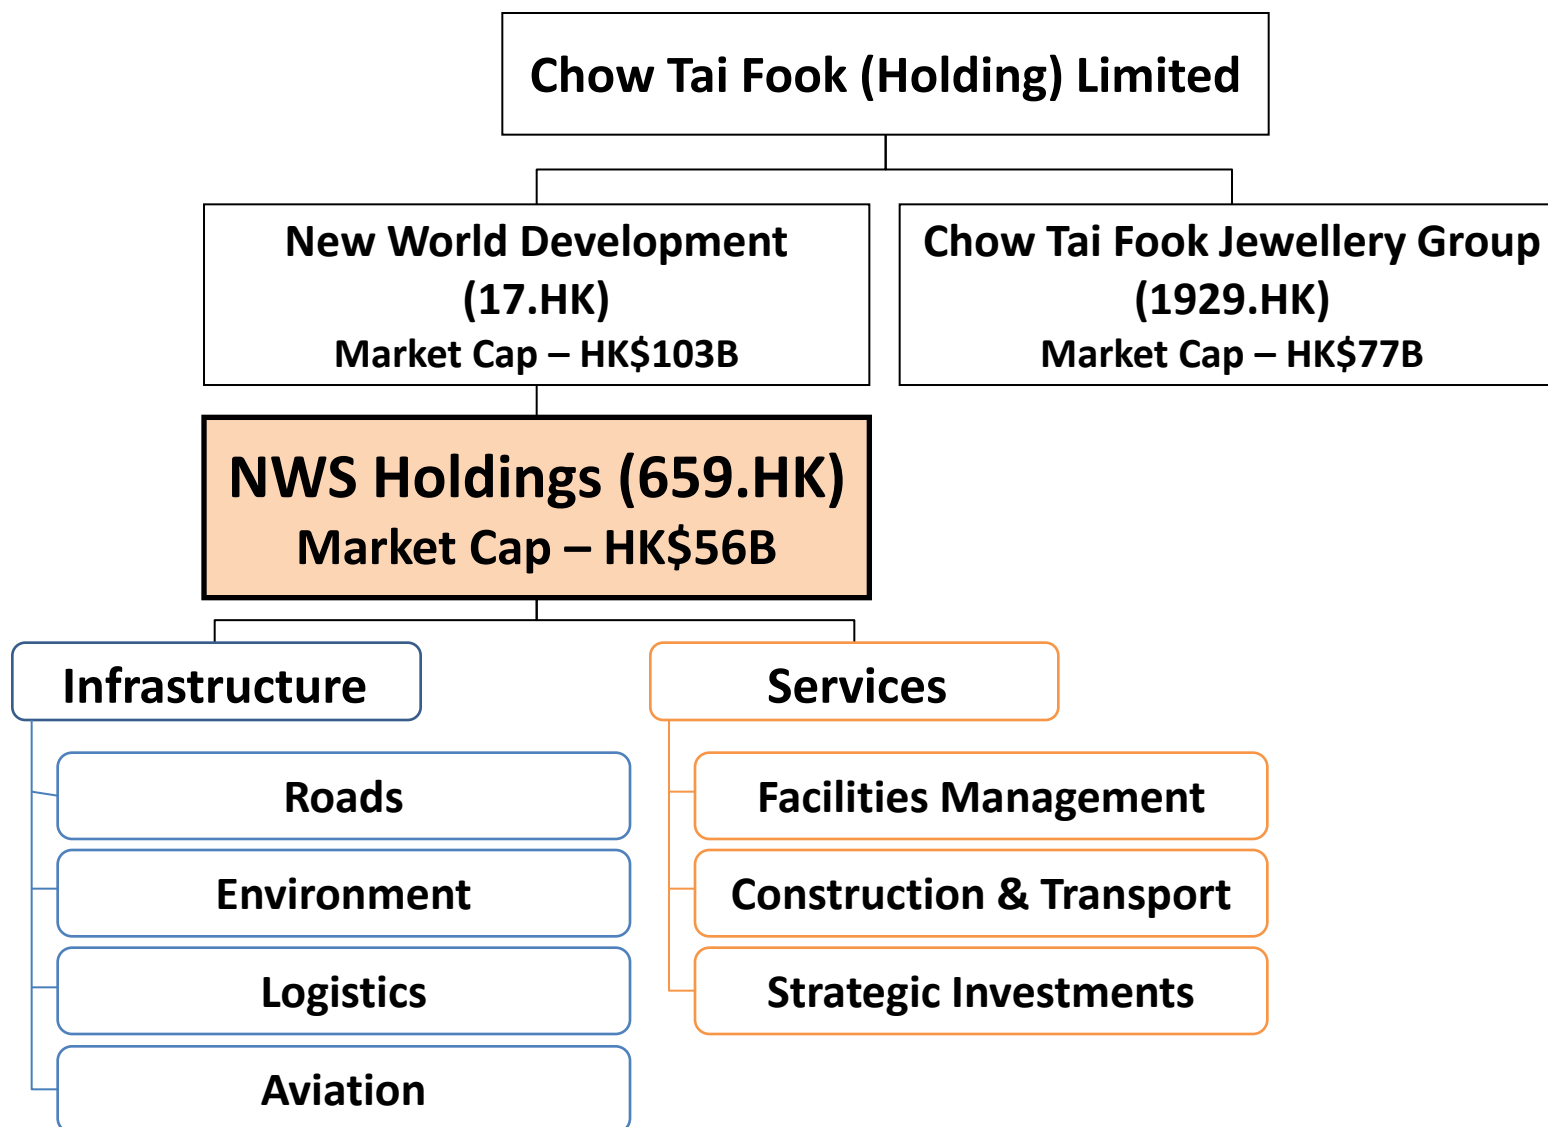 Chow Tai Fook (Holding) Limited
New World Development
(17.HK)
Market Cap – HK$103B
Chow Tai Fook Jewellery Group
(1929.HK)
Market Cap – HK$77B
NWS Holdings (659.HK)
Market Cap – HK$56B
Infrastructure
Roads
Environment
Logistics
Aviation
Services
Facilities Management
Construction & Transport
Strategic Investments